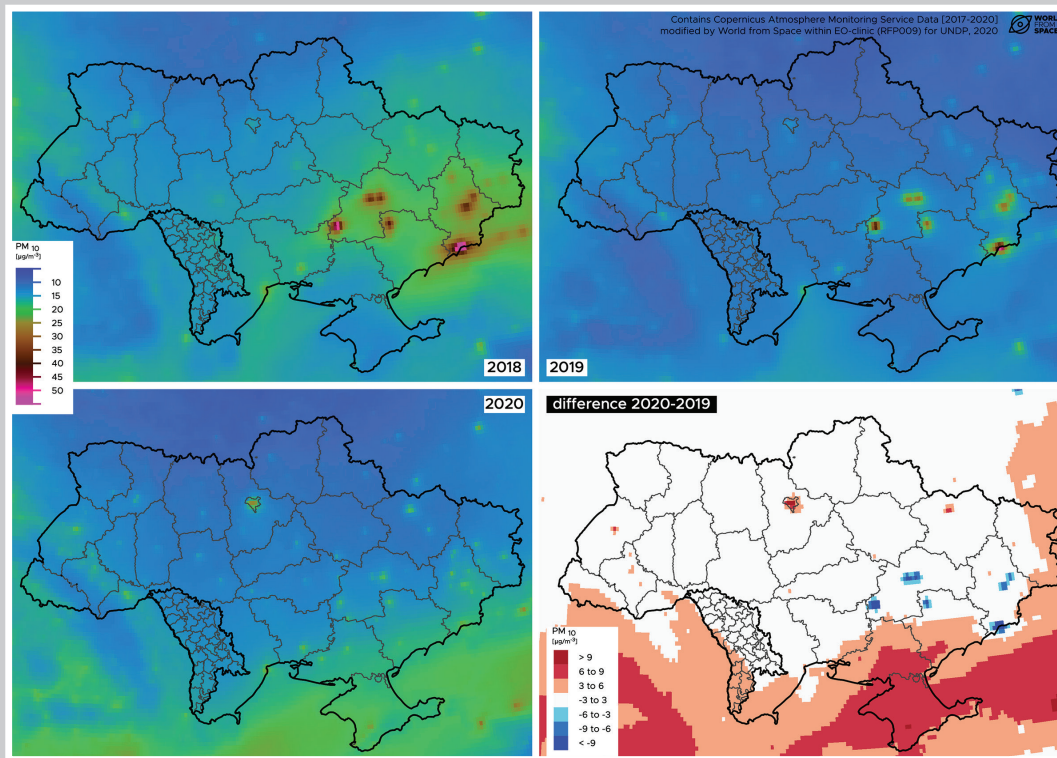 Contains Copernicus Atmosphere Monitoring Service Data [2017-2020]
modified by World from Space within EO-clinic (RFP009) for UNDP, 2020
WORLD
FROM
SPACE
PM 10
[µg/m⁻³]
10
15
20
25
30
35
40
45
50
2018
2019
2020
difference 2020-2019
PM 10
[µg/m⁻³]
> 9
6 to 9
3 to 6
-3 to 3
-6 to -3
-9 to -6
< -9